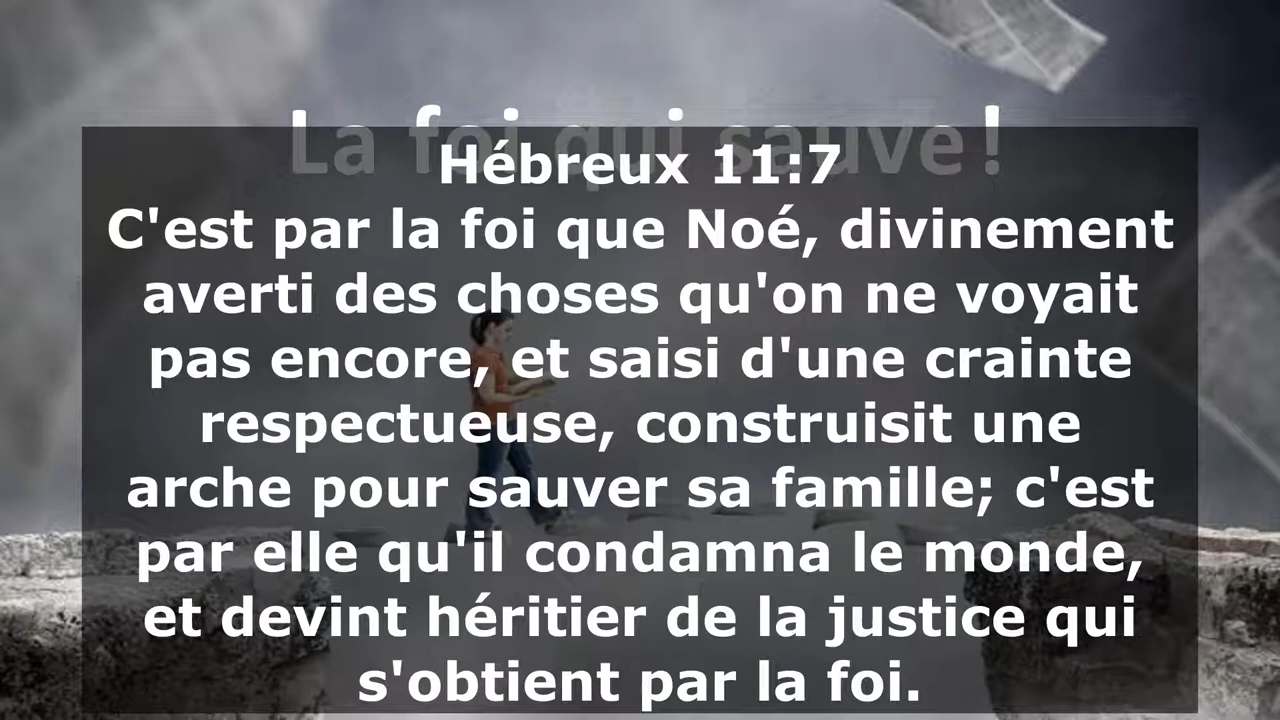 La foi qui sauve!
Hébreux 11:7
C'est par la foi que Noé, divinement
averti des choses qu'on ne voyait
pas encore, et saisi d'une crainte
respectueuse, construisit une
arche pour sauver sa famille; c'est
par elle qu'il condamna le monde,
et devint héritier de la justice qui
s'obtient par la foi.